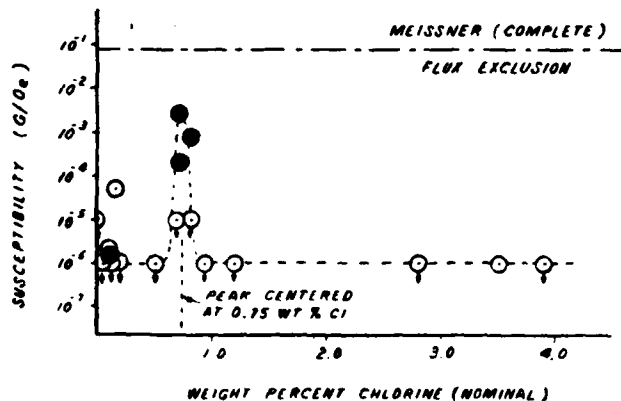 MEISSNER (COMPLETE)
FLUX EXCLUSION
SUSCEPTIBILITY (G/Oe)
10⁻¹
10⁻²
10⁻³
10⁻⁴
10⁻⁵
10⁻⁶
10⁻⁷
PEAK CENTERED
AT 0.75 WT % Cl
1.0
2.0
3.0
4.0
WEIGHT PERCENT CHLORINE (NOMINAL)